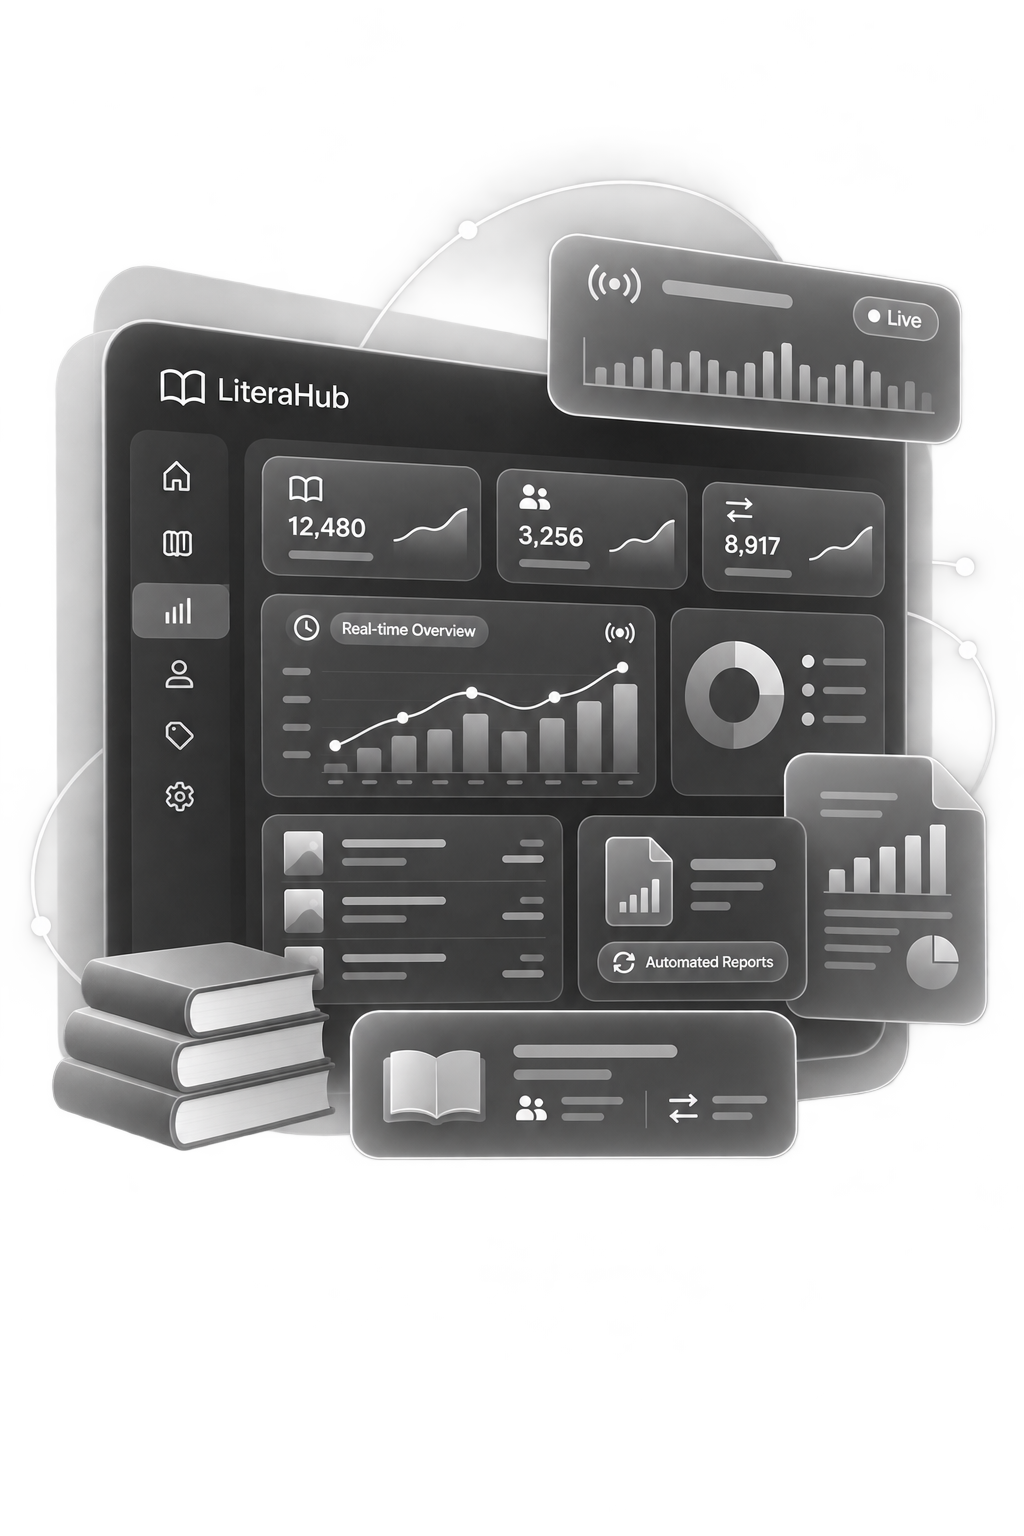 LiteraHub
Live
12,480
3,256
8,917
Real-time Overview
Automated Reports